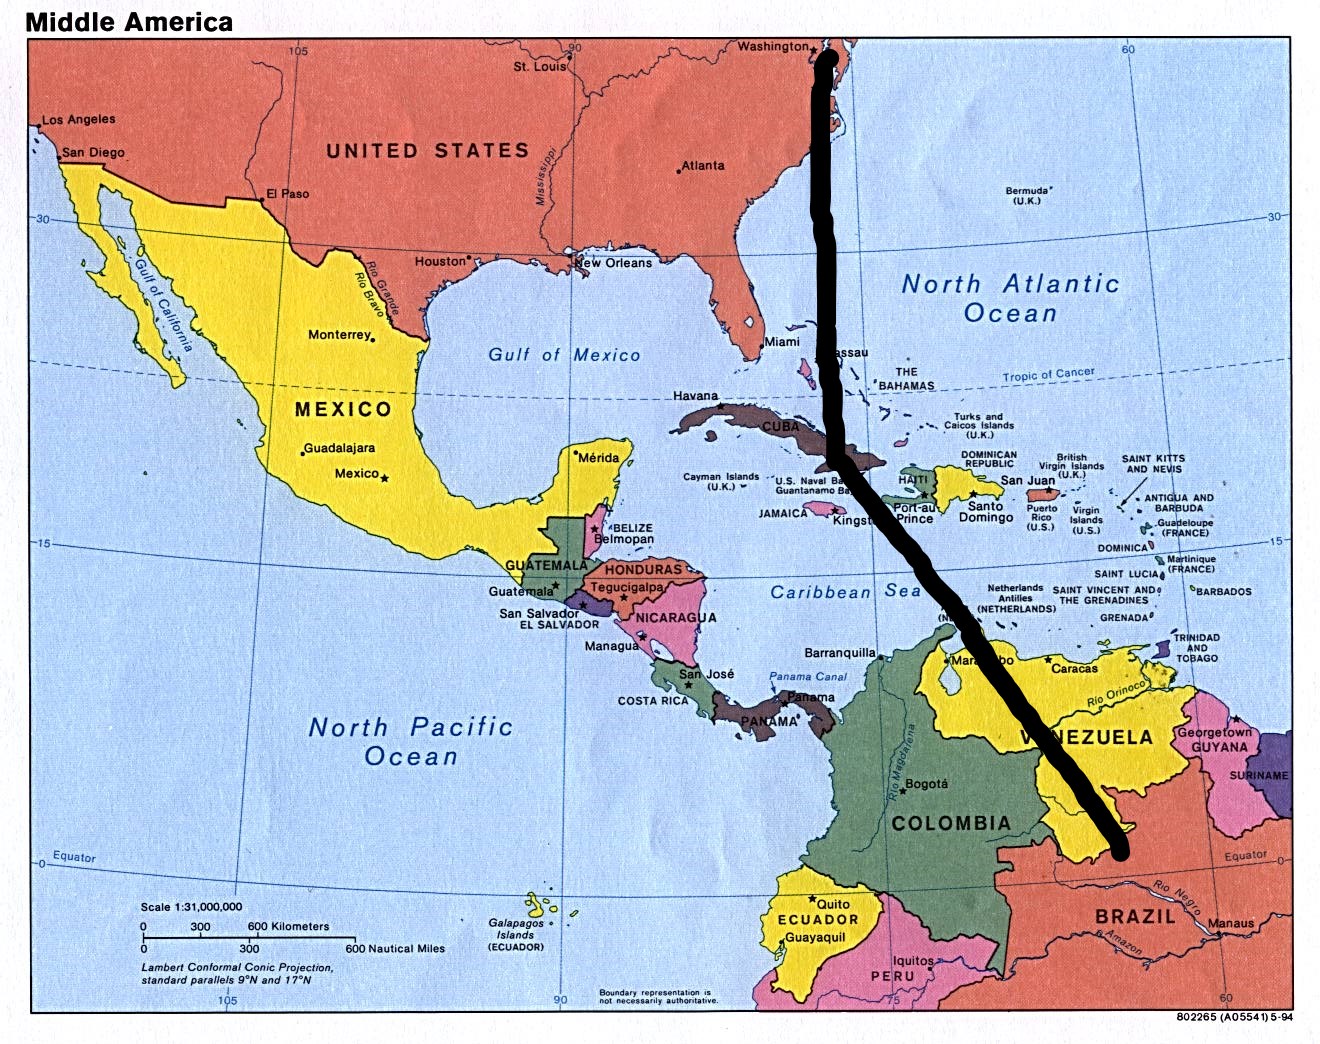 Middle America
105
90
60
Washington
St. Louis
Los Angeles
San Diego
UNITED STATES
Mississippi
Atlanta
El Paso
Bermuda
(U.K.)
30
30
Houston
New Orleans
Gulf of California
Rio Grande
Rio Bravo
North Atlantic
Ocean
Monterrey
Miami
Gulf of Mexico
assau
THE
BAHAMAS
Tropic of Cancer
Havana
MEXICO
CUBA
Turks and
Caicos Islands
(U.K.)
Guadalajara
Mérida
Mexico
Cayman Islands
(U.K.)
U.S. Naval Ba
Guantanamo Ba
HAITI
DOMINICAN
REPUBLIC
British
Virgin Islands
(U.K.)
SAINT KITTS
AND NEVIS
San Juan
JAMAICA
Kingst
Port-au
Prince
Santo
Domingo
Puerto
Rico
(U.S.)
Virgin
Islands
(U.S.)
ANTIGUA AND
BARBUDA
Guadeloupe
(FRANCE)
BELIZE
Belmopan
15
15
DOMINICA
Martinique
(FRANCE)
GUATEMALA
HONDURAS
Guatemala
Tegucigalpa
Caribbean Sea
SAINT LUCIA
Netherlands
Antilles
(NETHERLANDS)
SAINT VINCENT AND
THE GRENADINES
BARBADOS
San Salvador
EL SALVADOR
NICARAGUA
(N
GRENADA
Managua
Barranquilla
Mara
bo
Caracas
TRINIDAD
AND
TOBAGO
San José
COSTA RICA
Panama Canal
Panama
PANAMA
Rio Orinoco
North Pacific
Ocean
Rio Magdalena
V
NEZUELA
Georgetown
GUYANA
SURINAME
Bogotá
COLOMBIA
0
Equator
Equator
0
Scale 1:31,000,000
0 300 600 Kilometers
0 300 600 Nautical Miles
Lambert Conformal Conic Projection,
standard parallels 9°N and 17°N
Galapagos
Islands
(ECUADOR)
Quito
ECUADOR
Guayaquil
Rio Negro
BRAZIL
Manaus
Amazon
Iquitos
PERU
Boundary representation is
not necessarily authoritative.
105
90
75
60
802265 (A05541) 5-94